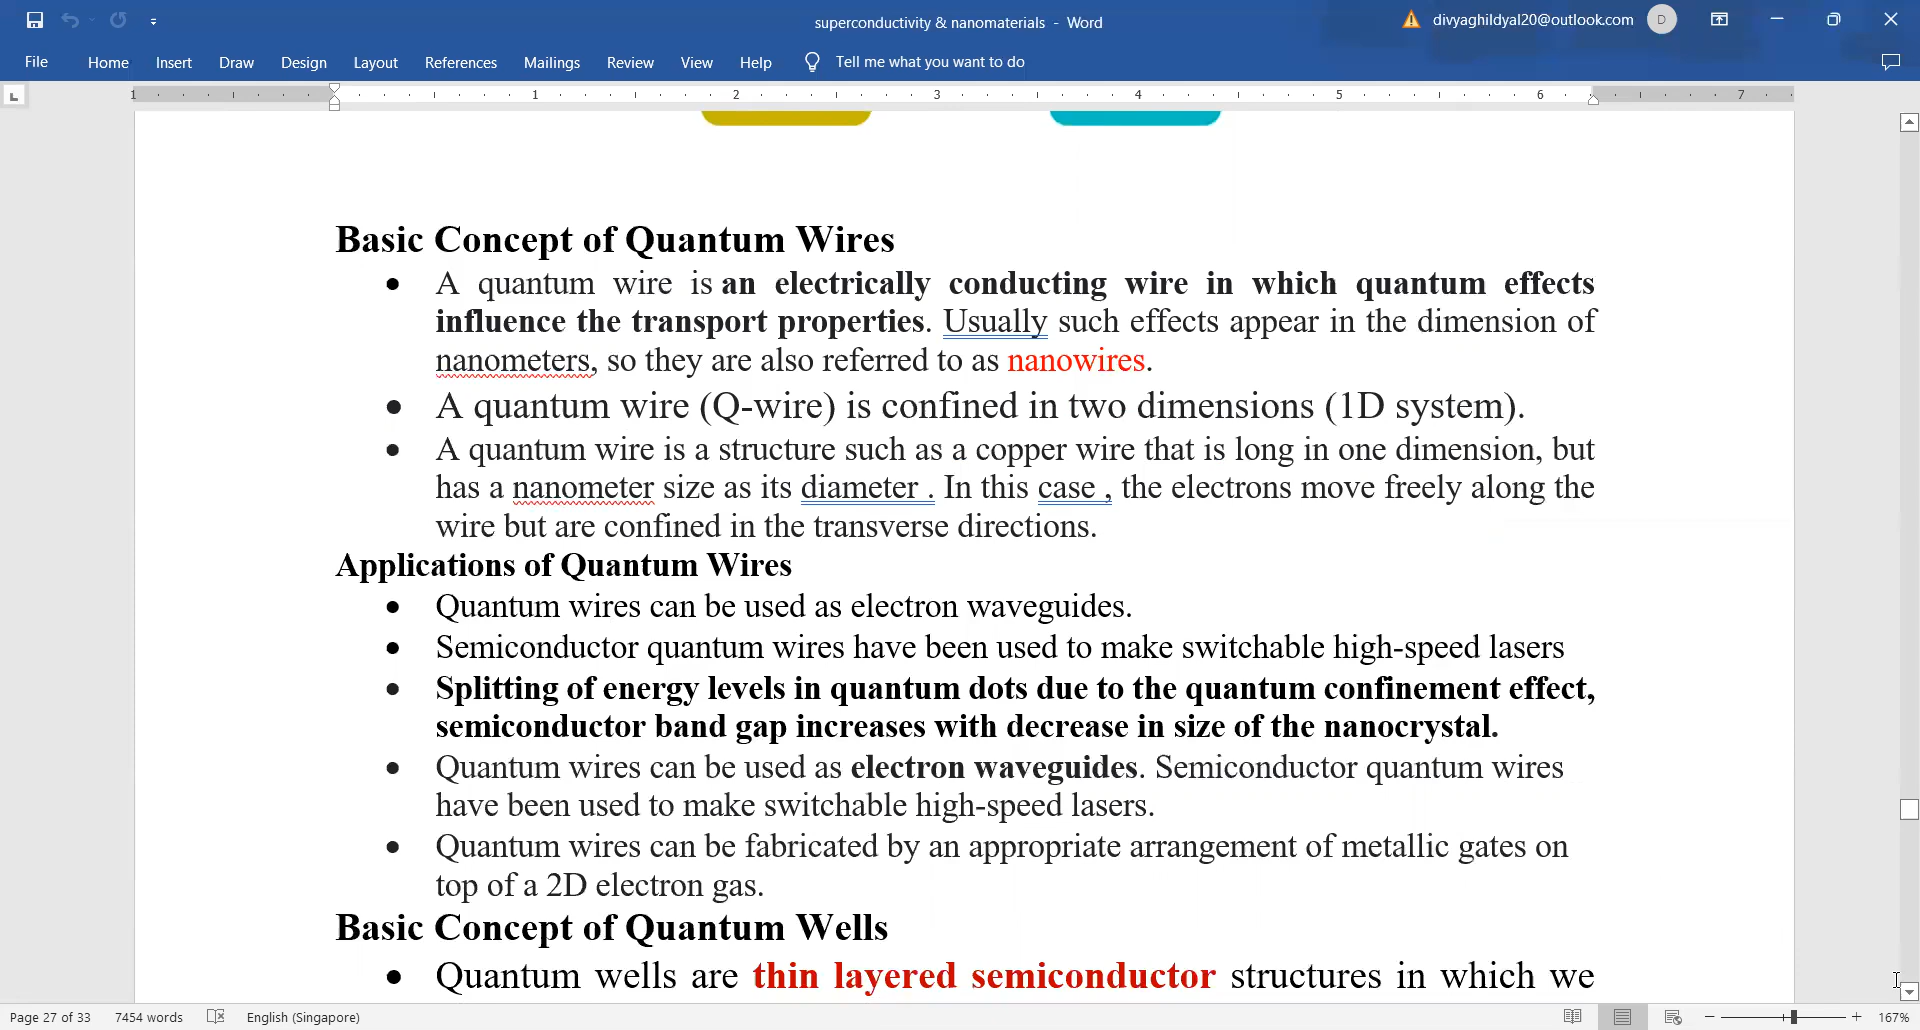 superconductivity & nanomaterials - Word
divyaghildyal20@outlook.com
D
File Home Insert Draw Design Layout References Mailings Review View Help Tell me what you want to do
L
1 1 2 3 4 5 6 7
Basic Concept of Quantum Wires
• A quantum wire is an electrically conducting wire in which quantum effects
influence the transport properties. Usually such effects appear in the dimension of
nanometers, so they are also referred to as nanowires.
• A quantum wire (Q-wire) is confined in two dimensions (1D system).
• A quantum wire is a structure such as a copper wire that is long in one dimension, but
has a nanometer size as its diameter . In this case , the electrons move freely along the
wire but are confined in the transverse directions.
Applications of Quantum Wires
• Quantum wires can be used as electron waveguides.
• Semiconductor quantum wires have been used to make switchable high-speed lasers
• Splitting of energy levels in quantum dots due to the quantum confinement effect,
semiconductor band gap increases with decrease in size of the nanocrystal.
• Quantum wires can be used as electron waveguides. Semiconductor quantum wires
have been used to make switchable high-speed lasers.
• Quantum wires can be fabricated by an appropriate arrangement of metallic gates on
top of a 2D electron gas.
Basic Concept of Quantum Wells
• Quantum wells are thin layered semiconductor structures in which we
Page 27 of 33 7454 words English (Singapore) 167%